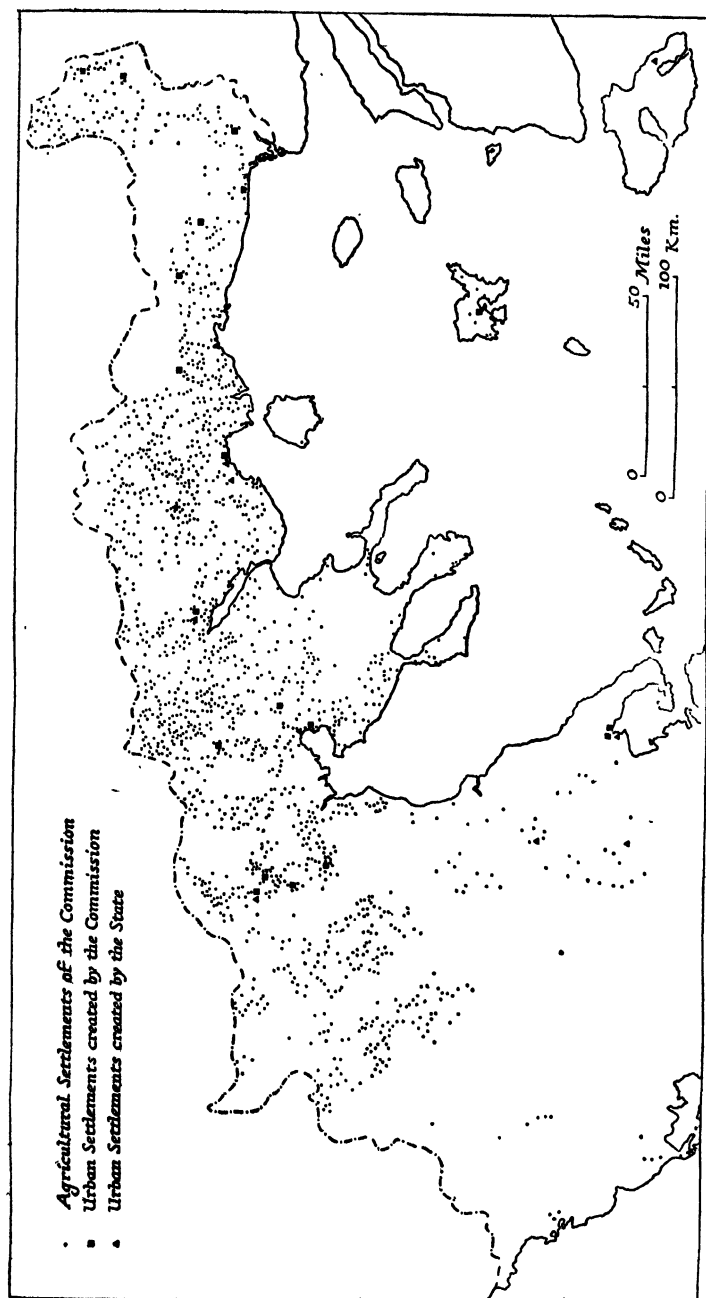 Agricultural Settlements of the Commission
Urban Settlements created by the Commission
Urban Settlements created by the State
0 50 Miles
0 100 Km.